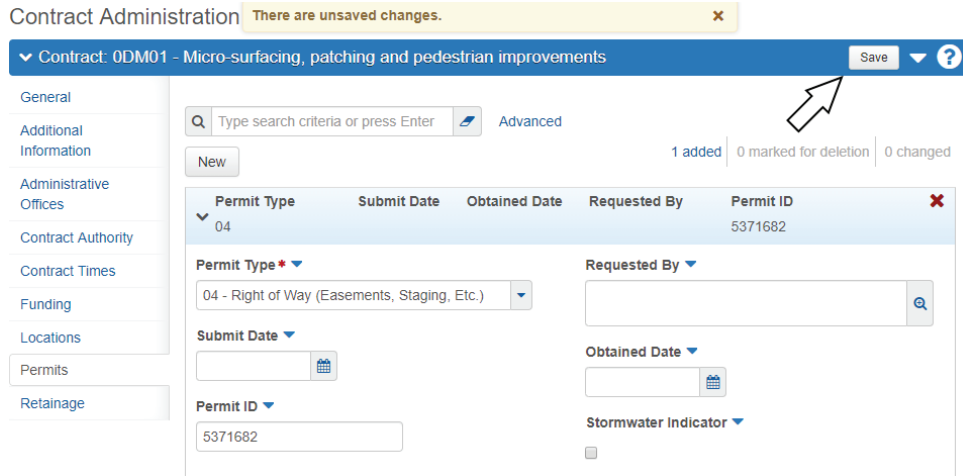 Contract Administration
There are unsaved changes.
Contract: 0DM01 - Micro-surfacing, patching and pedestrian improvements
Save
?
General
Additional
Information
Administrative
Offices
Contract Authority
Contract Times
Funding
Locations
Permits
Retainage
Type search criteria or press Enter
Advanced
New
1 added
0 marked for deletion
0 changed
Permit Type Submit Date Obtained Date Requested By Permit ID
04 5371682
Permit Type*
04 - Right of Way (Easements, Staging, Etc.)
Submit Date
Permit ID
5371682
Requested By
Obtained Date
Stormwater Indicator